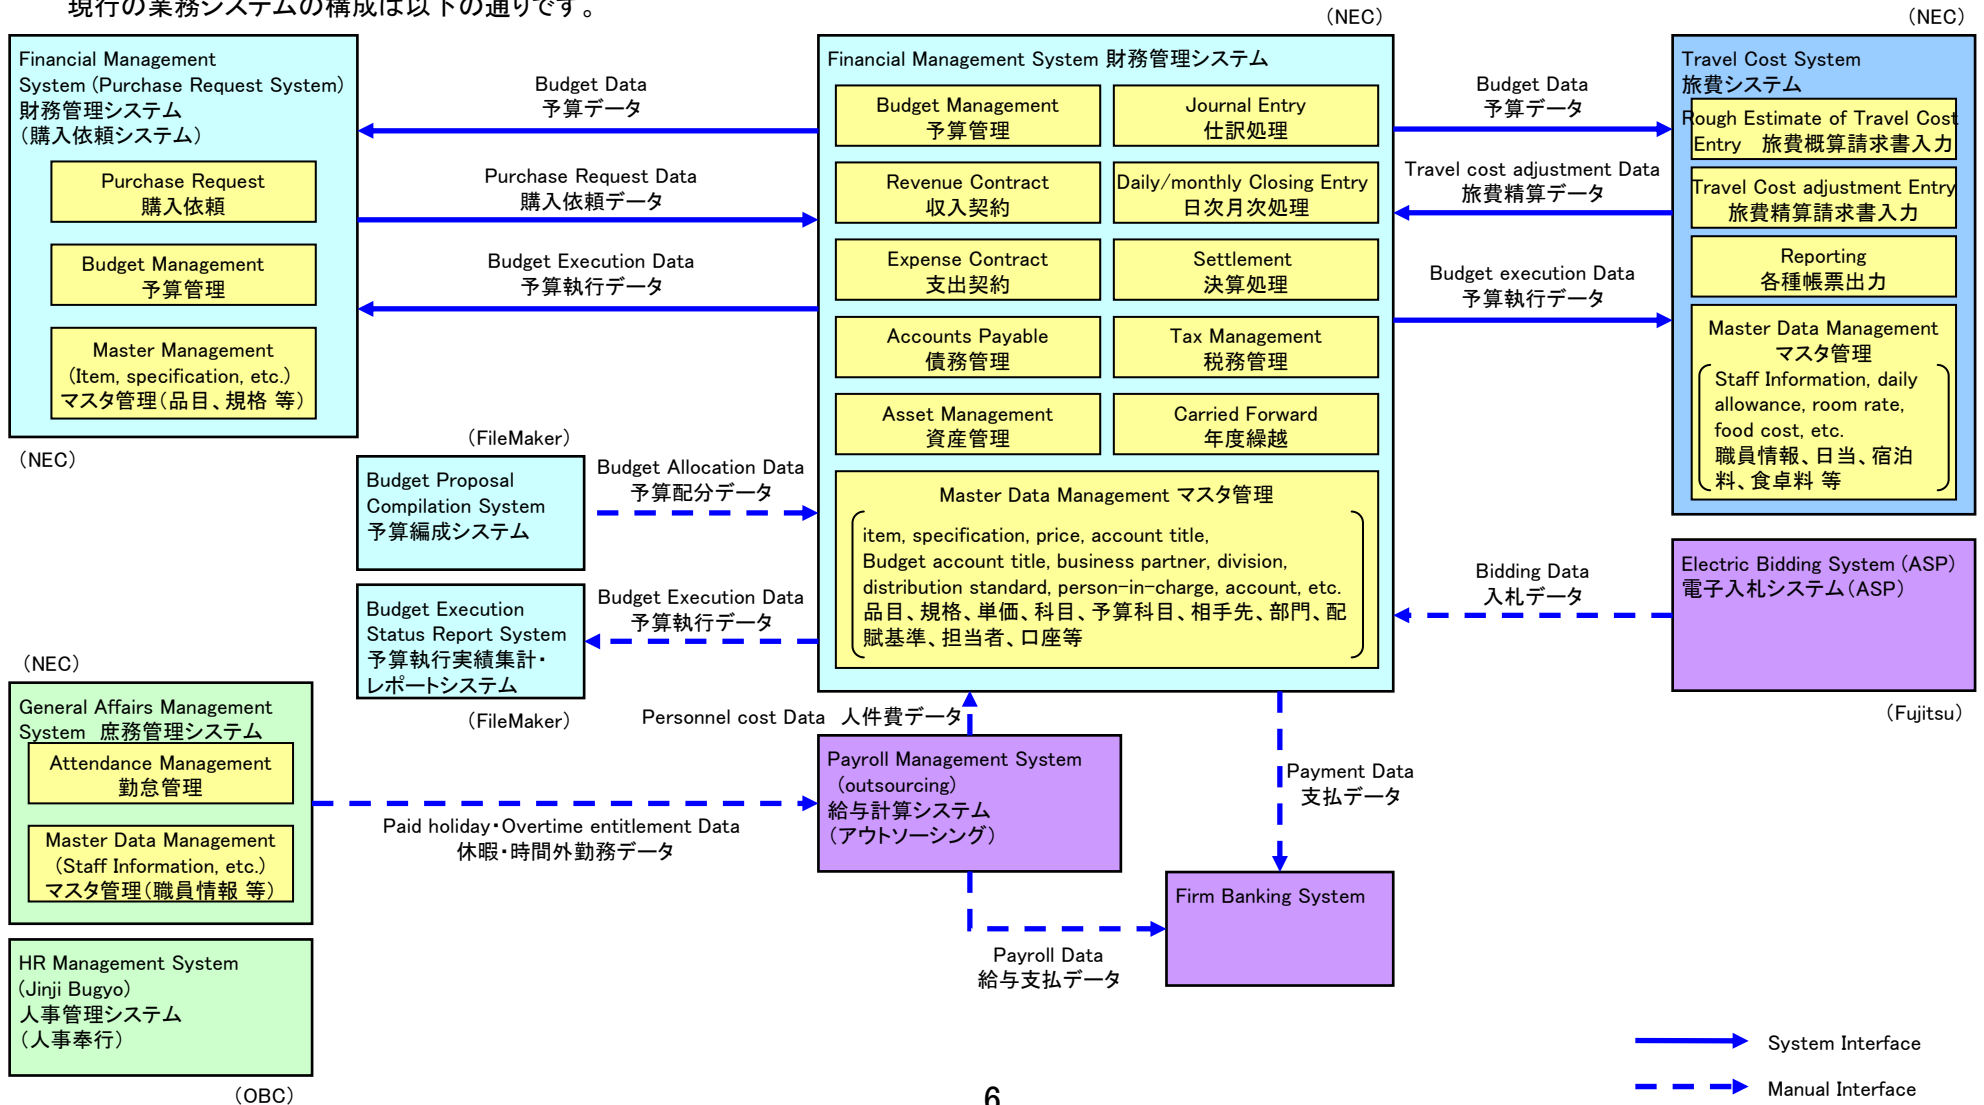 現行の業務システムの構成は以下の通りです。
（NEC）
（NEC）
Financial Management
System（Purchase Request System）
財務管理システム
（購入依頼システム）
Purchase Request
購入依頼
Budget Management
予算管理
Master Management
（Item, specification, etc.）
マスタ管理（品目、規格 等）
（NEC）
Budget Data
予算データ
Purchase Request Data
購入依頼データ
Budget Execution Data
予算執行データ
Financial Management System 財務管理システム
Budget Management
予算管理
Journal Entry
仕訳処理
Revenue Contract
収入契約
Daily/monthly Closing Entry
日次月次処理
Expense Contract
支出契約
Settlement
決算処理
Accounts Payable
債務管理
Tax Management
税務管理
Asset Management
資産管理
Carried Forward
年度繰越
Master Data Management マスタ管理
item, specification, price, account title,
Budget account title, business partner, division,
distribution standard, person-in-charge, account, etc.
品目、規格、単価、科目、予算科目、相手先、部門、配
賦基準、担当者、口座等
Budget Data
予算データ
Travel cost adjustment Data
旅費精算データ
Budget execution Data
予算執行データ
Travel Cost System
旅費システム
Rough Estimate of Travel Cost
Entry　旅費概算請求書入力
Travel Cost adjustment Entry
旅費精算請求書入力
Reporting
各種帳票出力
Master Data Management
マスタ管理
Staff Information, daily
allowance, room rate,
food cost, etc.
職員情報、日当、宿泊
料、食卓料 等
（FileMaker）
Budget Proposal
Compilation System
予算編成システム
Budget Allocation Data
予算配分データ
Budget Execution
Status Report System
予算執行実績集計・
レポートシステム
（FileMaker）
Budget Execution Data
予算執行データ
Bidding Data
入札データ
Electric Bidding System（ASP）
電子入札システム（ASP）
（Fujitsu）
（NEC）
General Affairs Management
System　庶務管理システム
Attendance Management
勤怠管理
Master Data Management
（Staff Information, etc.）
マスタ管理（職員情報 等）
Paid holiday・Overtime entitlement Data
休暇・時間外勤務データ
Personnel cost Data　人件費データ
Payroll Management System
（outsourcing）
給与計算システム
（アウトソーシング）
Payment Data
支払データ
Firm Banking System
Payroll Data
給与支払データ
HR Management System
（Jinji Bugyo）
人事管理システム
（人事奉行）
（OBC）
System Interface
Manual Interface
6